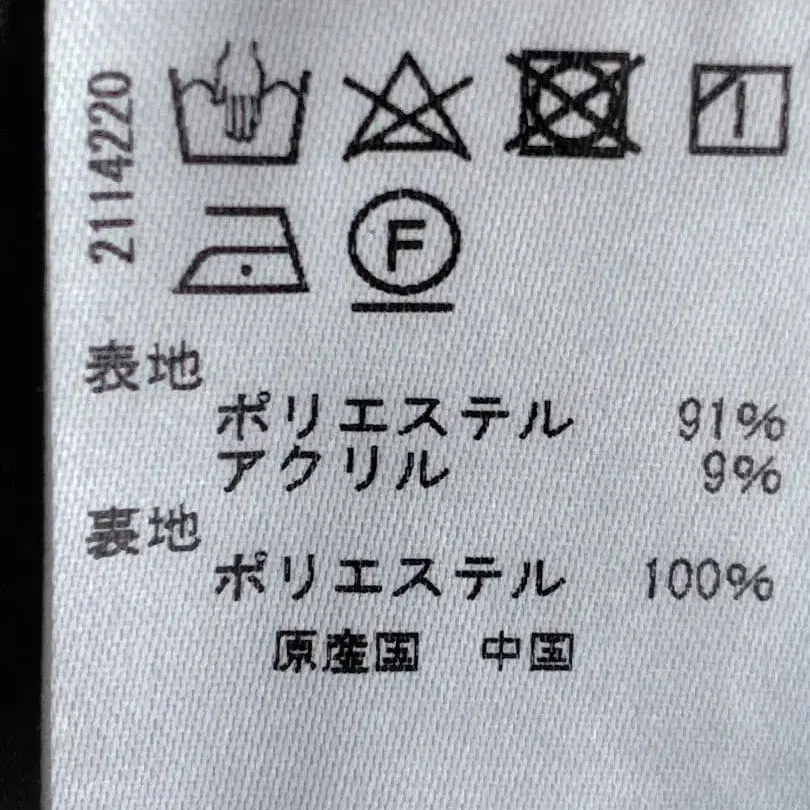 2114220
F
表地
ポリエステル 91%
アクリル 9%
裏地
ポリエステル 100%
原産国 中国